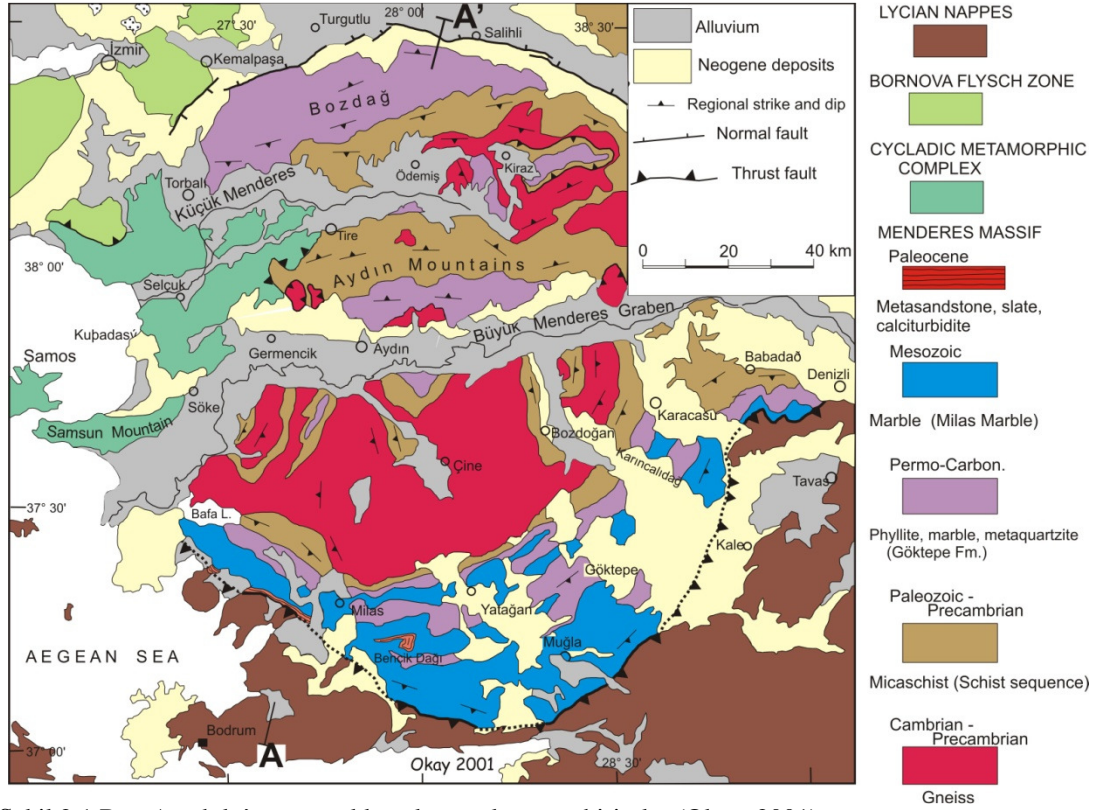 27° 30'
Turgutlu
28° 00'
A'
Salihli
38° 30'
İzmir
Kemalpaşa
Bozdağ
Torbalı
Küçük Menderes
Ödemiş
Kiraz
Tire
38° 00'
Aydın Mountains
Selçuk
Kuþadasý
Büyük Menderes Graben
Germencik
Aydın
Şamos
Söke
Samsun Mountain
Babadað
Denizli
Karacasu
Bozdoğan
Karıncalıdağ
Çine
Tavas
37° 30'
Bafa L.
Kale
Göktepe
Milas
Yatağan
Muğla
Behçik Dağı
AEGEAN SEA
Bodrum
A
37° 00'
28° 30'
Okay 2001
Alluvium
Neogene deposits
Regional strike and dip
Normal fault
Thrust fault
0 20 40 km
LYCIAN NAPPES
BORNOVA FLYSCH ZONE
CYCLADIC METAMORPHIC
COMPLEX
MENDERES MASSIF
Paleocene
Metasandstone, slate,
calciturbidite
Mesozoic
Marble (Milas Marble)
Permo-Carbon.
Phyllite, marble, metaquartzite
(Göktepe Fm.)
Paleozoic -
Precambrian
Micaschist (Schist sequence)
Cambrian -
Precambrian
Gneiss